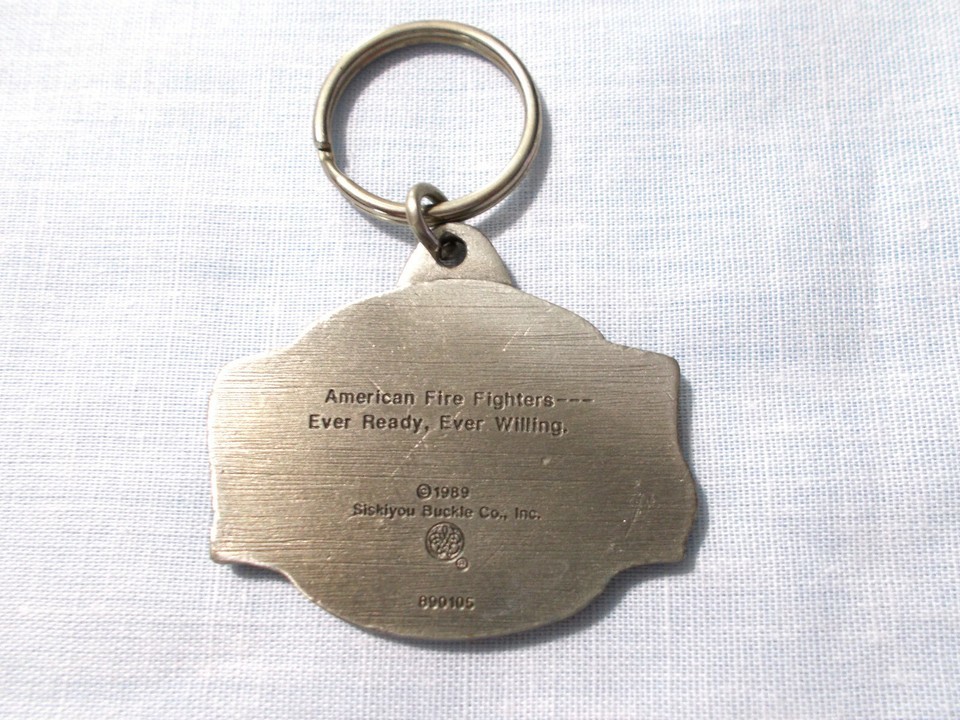 American Fire Fighters---
Ever Ready, Ever Willing.
©1989
Siskiyou Buckle Co., Inc.
®
890105